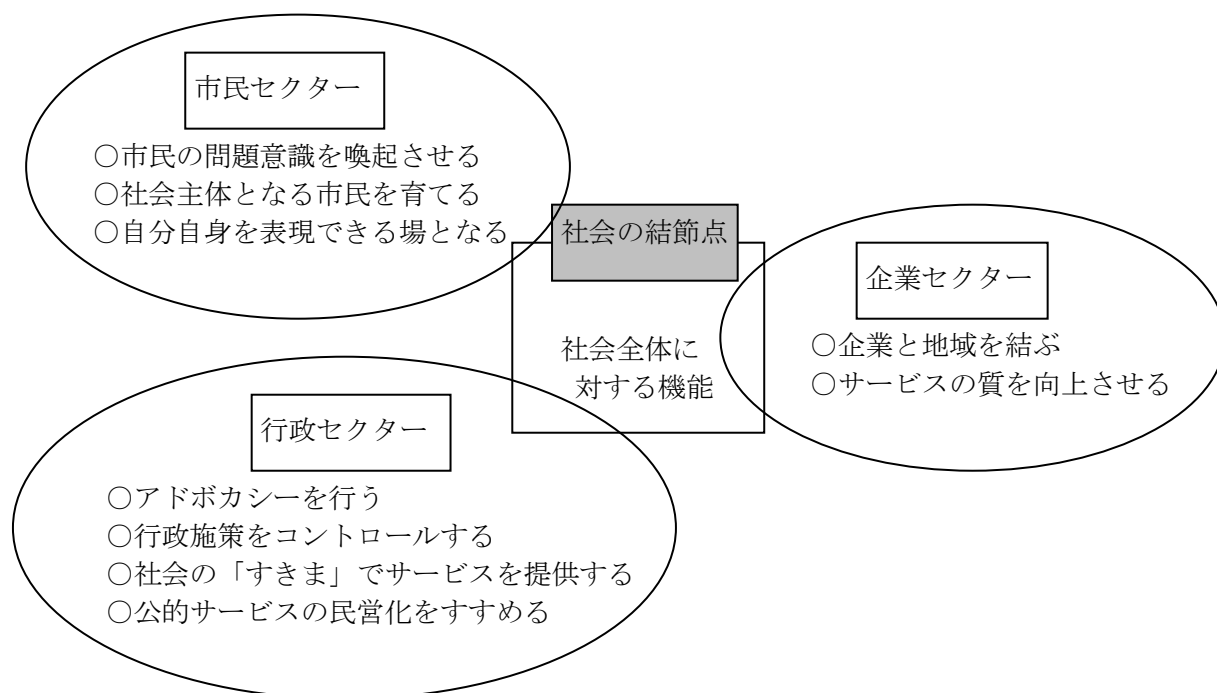 市民セクター
○市民の問題意識を喚起させる
○社会主体となる市民を育てる
○自分自身を表現できる場となる
社会の結節点
社会全体に
対する機能
企業セクター
○企業と地域を結ぶ
○サービスの質を向上させる
行政セクター
○アドボカシーを行う
○行政施策をコントロールする
○社会の「すきま」でサービスを提供する
○公的サービスの民営化をすすめる